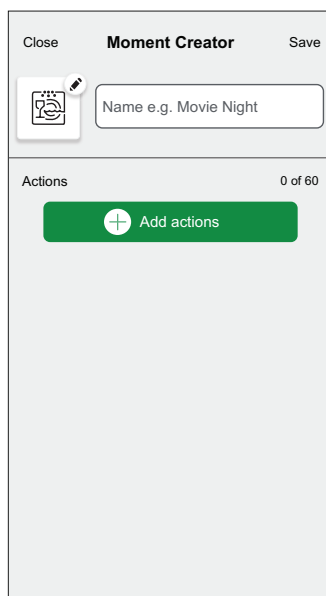 Close Moment Creator Save
Name e.g. Movie Night
Actions 0 of 60
Add actions